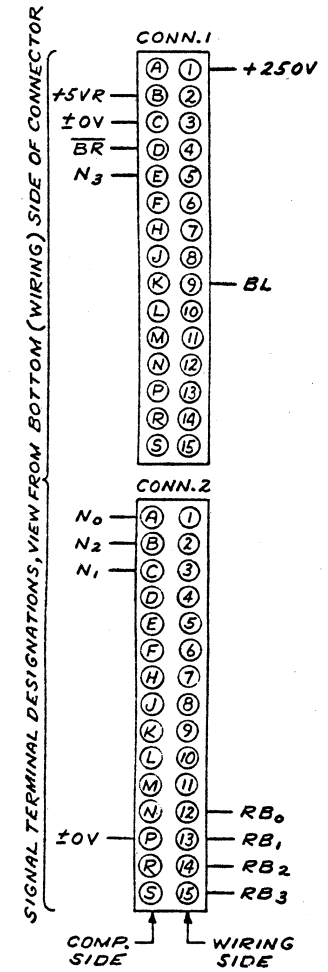 SIGNAL TERMINAL DESIGNATIONS, VIEW FROM BOTTOM (WIRING) SIDE OF CONNECTOR
CONN.1
A 1 +250V
+5VR B 2
±0V C 3
B̅R̅ D 4
N₃ E 5
F 6
H 7
J 8
K 9 BL
L 10
M 11
N 12
P 13
R 14
S 15
CONN.2
N₀ A 1
N₂ B 2
N₁ C 3
D 4
E 5
F 6
H 7
J 8
K 9
L 10
M 11
N 12 RB₀
±0V P 13 RB₁
R 14 RB₂
S 15 RB₃
COMP. SIDE
WIRING SIDE